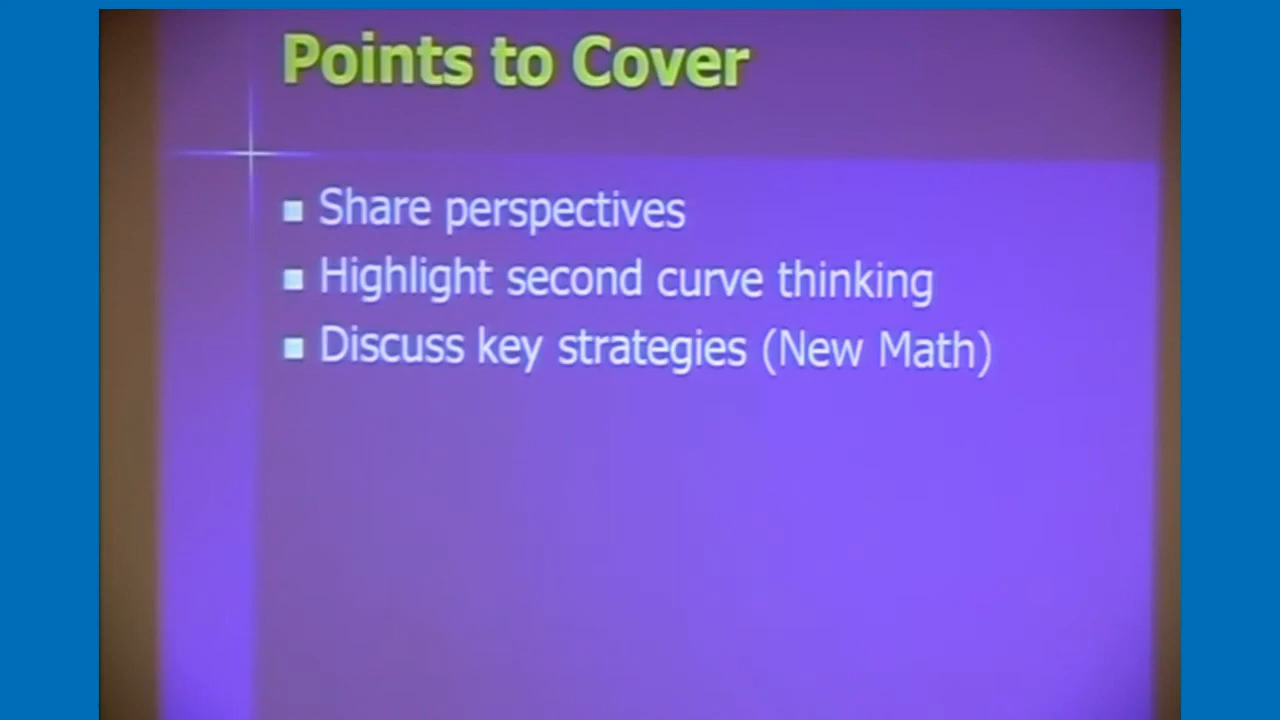 Points to Cover
Share perspectives
Highlight second curve thinking
Discuss key strategies (New Math)